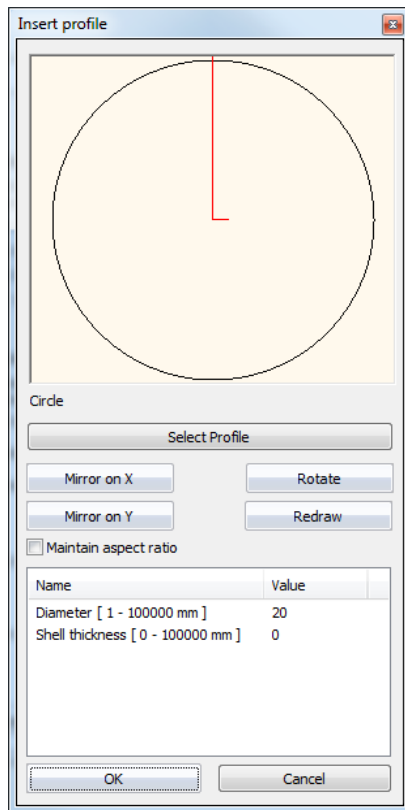 Insert profile
Circle
Select Profile
Mirror on X Rotate
Mirror on Y Redraw
Maintain aspect ratio
Name Value
Diameter [ 1 - 100000 mm ] 20
Shell thickness [ 0 - 100000 mm ] 0
OK Cancel